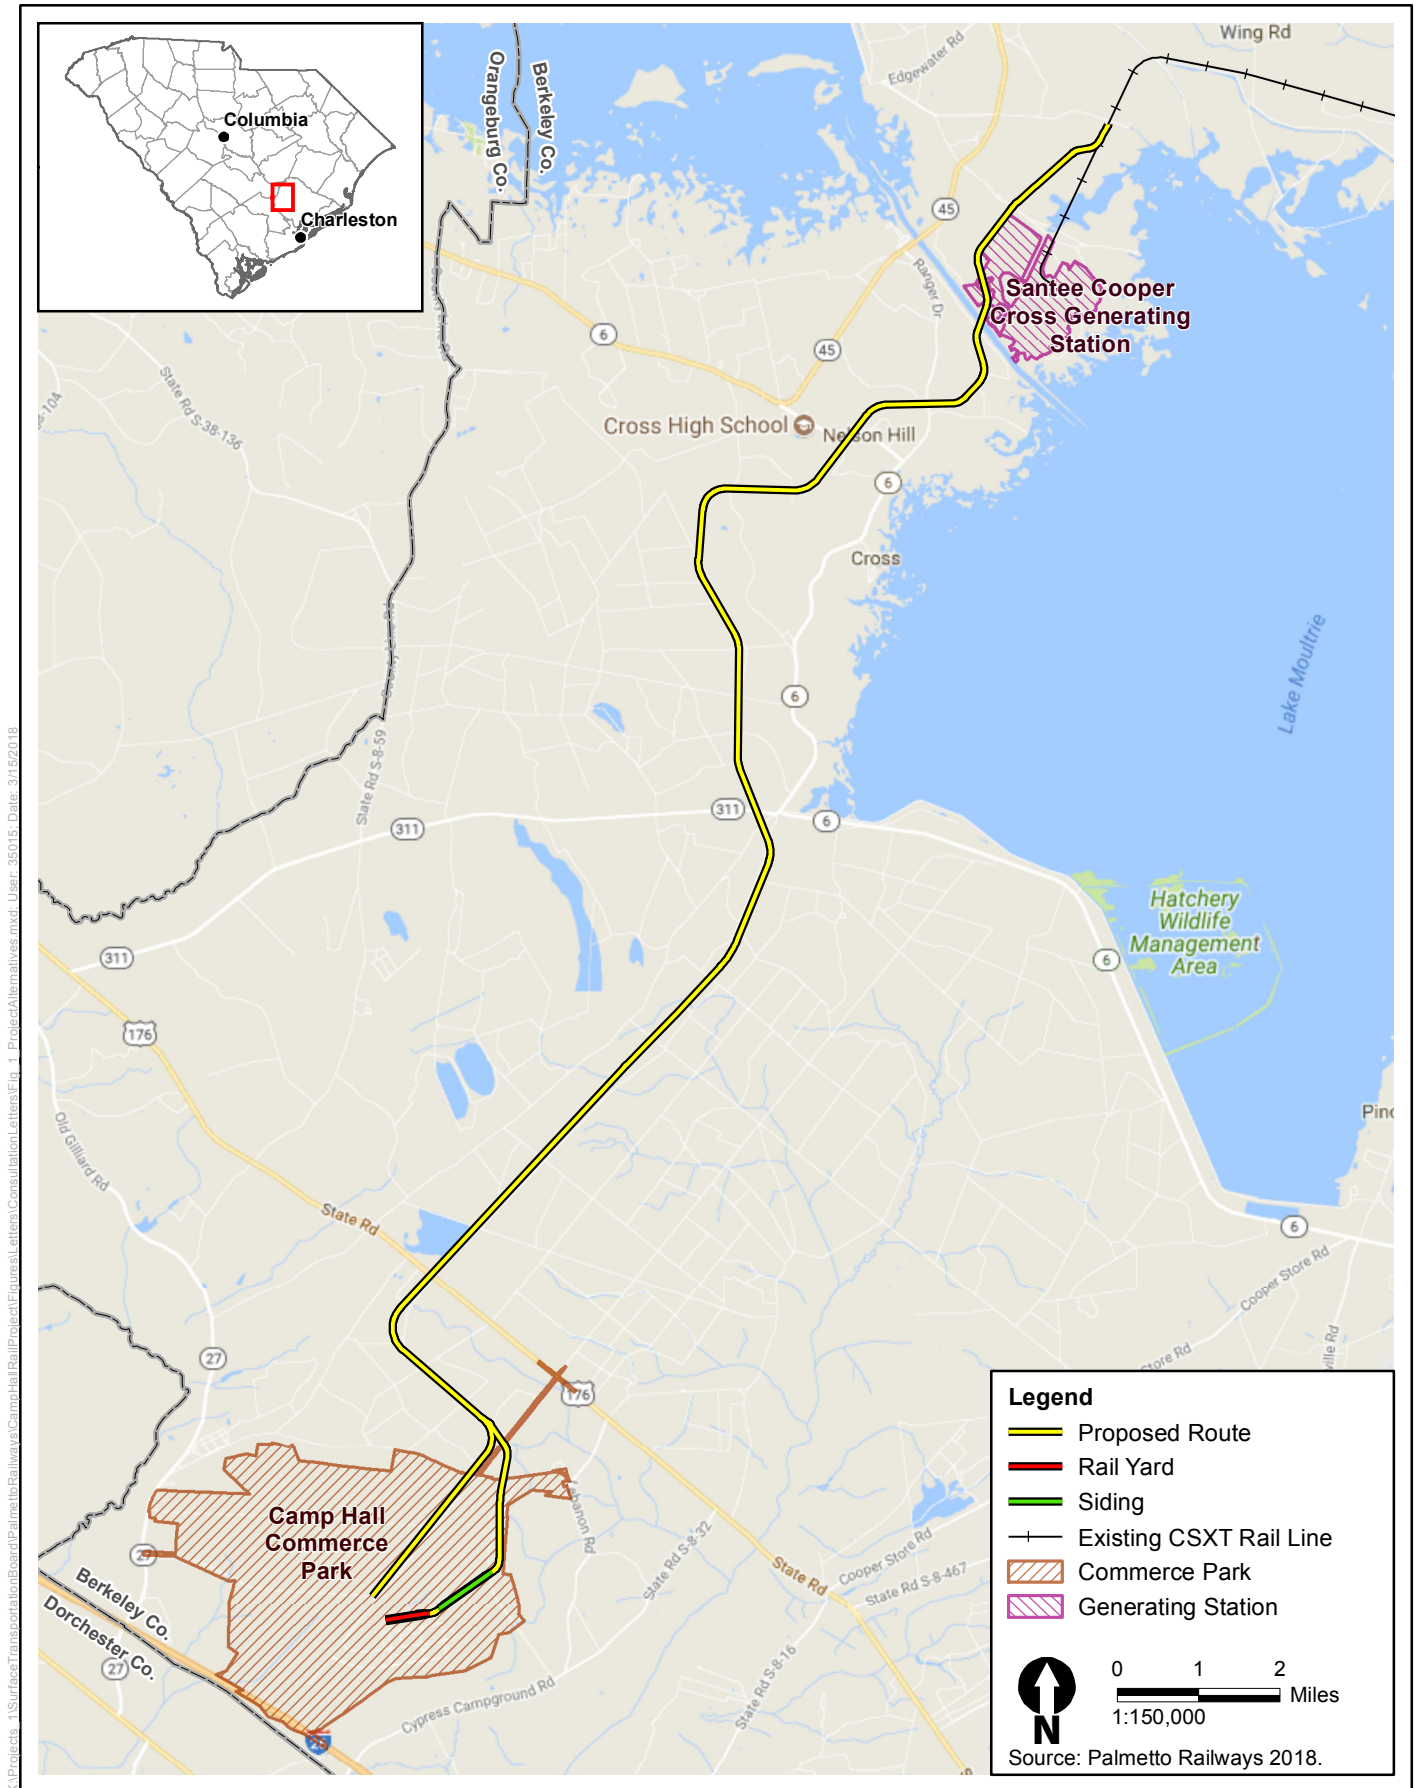 Columbia
Charleston
Orangeburg Co.
Berkeley Co.
Edgewater Rd
Wing Rd
45
Ranger Dr
Santee Cooper
Cross Generating
Station
6
45
State Rd S-38-136
Cross High School
Nelson Hill
6
Cross
Lake Moultrie
6
State Rd S-8-59
311
311
6
Hatchery
Wildlife
Management
Area
6
311
176
Old Gilliard Rd
State Rd
6
Cooper Store Rd
27
176
Camp Hall
Commerce
Park
27
Berkeley Co.
Dorchester Co.
27
State Rd S-8-32
State Rd
Cooper Store Rd
State Rd S-8-467
State Rd S-8-16
Cypress Campground Rd
Legend
Proposed Route
Rail Yard
Siding
Existing CSXT Rail Line
Commerce Park
Generating Station
N
0 1 2
Miles
1:150,000
Source: Palmetto Railways 2018.